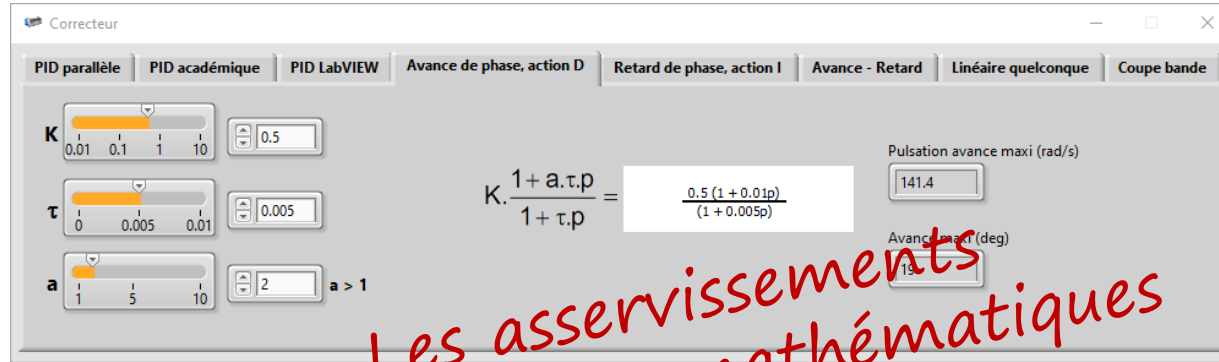 Correcteur
PID parallèle PID académique PID LabVIEW Avance de phase, action D Retard de phase, action I Avance - Retard Linéaire quelconque Coupe bande
K 0.01 0.1 1 10 0.5
τ 0 0.005 0.01 0.005
a 1 5 10 2 a > 1
K. 1 + a.τ.p / 1 + τ.p = 0.5 (1 + 0.01p) / (1 + 0.005p)
Pulsation avance maxi (rad/s)
141.4
Avance maxi (deg)
19
Les asservissements
mathématiques